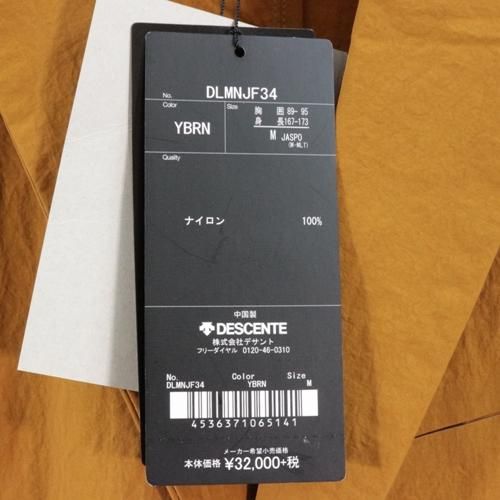 No. DLMNJF34
Color Size
YBRN
胸 囲 89- 95
身 長 167-173
M JASPO
(M-MLT)
Quality
ナイロン 100%
中国製
DESCENTE
株式会社デサント
フリーダイヤル 0120-46-0310
No. Color Size
DLMNJF34 YBRN M
4536371065141
メーカー希望小売価格
本体価格 ¥32,000+税